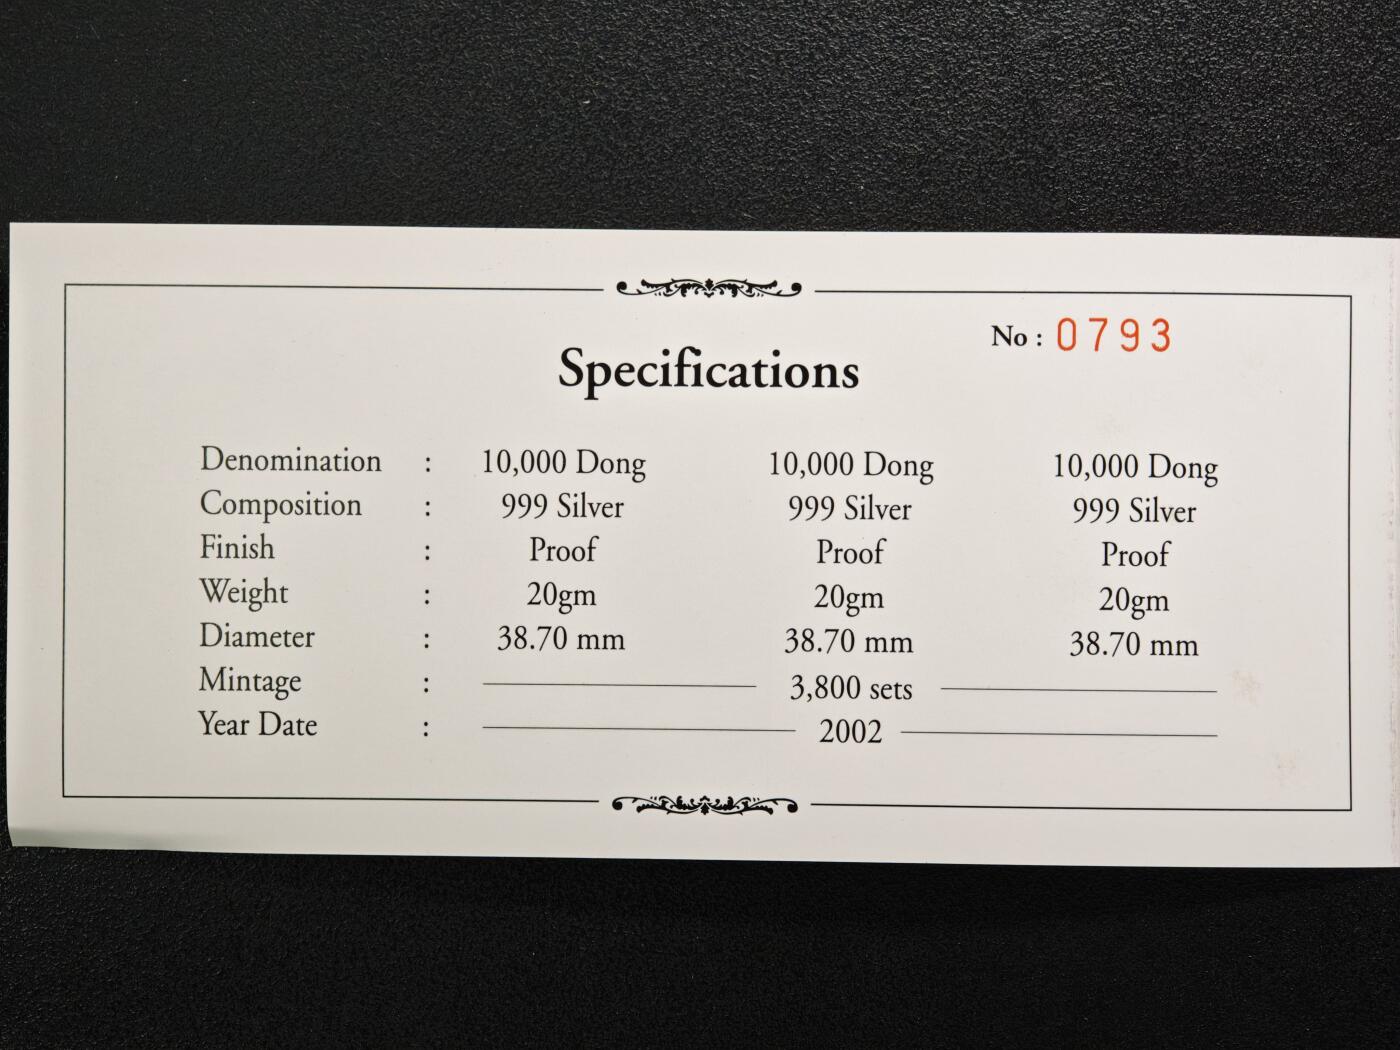 No : 0793
Specifications
Denomination : 10,000 Dong 10,000 Dong 10,000 Dong
Composition : 999 Silver 999 Silver 999 Silver
Finish : Proof Proof Proof
Weight : 20gm 20gm 20gm
Diameter : 38.70 mm 38.70 mm 38.70 mm
Mintage : 3,800 sets
Year Date : 2002